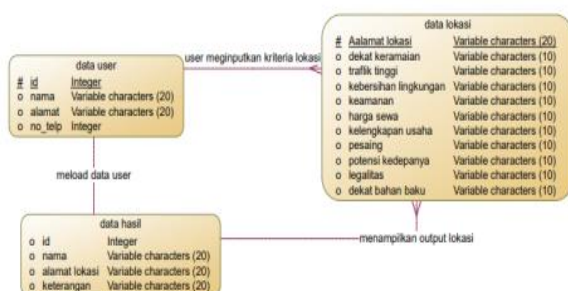 data user
# id Integer
o nama Variable characters (20)
o alamat Variable characters (20)
o no_telp Integer
user meginputkan kriteria lokasi
data lokasi
# Aalamat lokasi Variable characters (20)
o dekat keramaian Variable characters (10)
o traflik tinggi Variable characters (10)
o kebersihan lingkungan Variable characters (10)
o keamanan Variable characters (10)
o harga sewa Variable characters (10)
o kelengkapan usaha Variable characters (10)
o pesaing Variable characters (10)
o potensi kedepanya Variable characters (10)
o legalitas Variable characters (10)
o dekat bahan baku Variable characters (10)
meload data user
data hasil
o id Integer
o nama Variable characters (20)
o alamat lokasi Variable characters (20)
o keterangan Variable characters (20)
menampilkan output lokasi